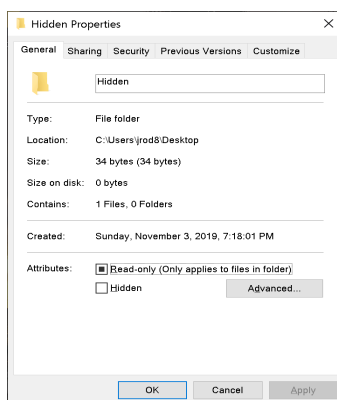 Hidden Properties
General Sharing Security Previous Versions Customize
Hidden
Type: File folder
Location: C:\Users\jrod8\Desktop
Size: 34 bytes (34 bytes)
Size on disk: 0 bytes
Contains: 1 Files, 0 Folders
Created: Sunday, November 3, 2019, 7:18:01 PM
Attributes: Read-only (Only applies to files in folder)
Hidden Advanced...
OK Cancel Apply